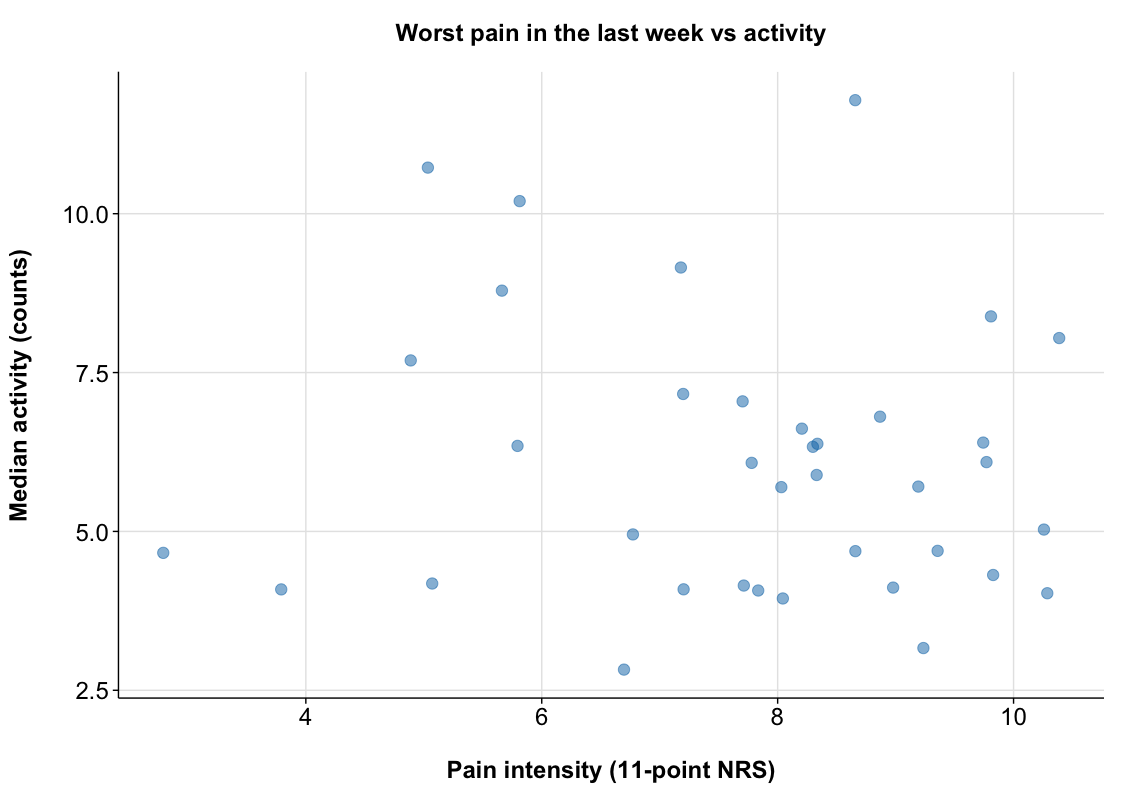 Worst pain in the last week vs activity
Median activity (counts)
10.0
7.5
5.0
2.5
4 6 8 10
Pain intensity (11-point NRS)